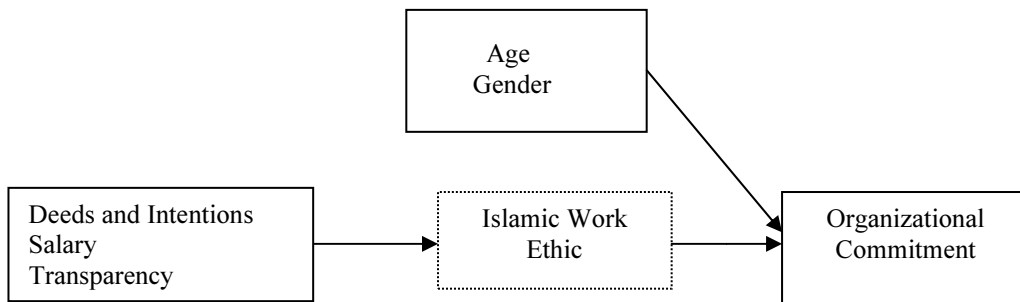 Age
Gender
Deeds and Intentions
Salary
Transparency
Islamic Work
Ethic
Organizational
Commitment